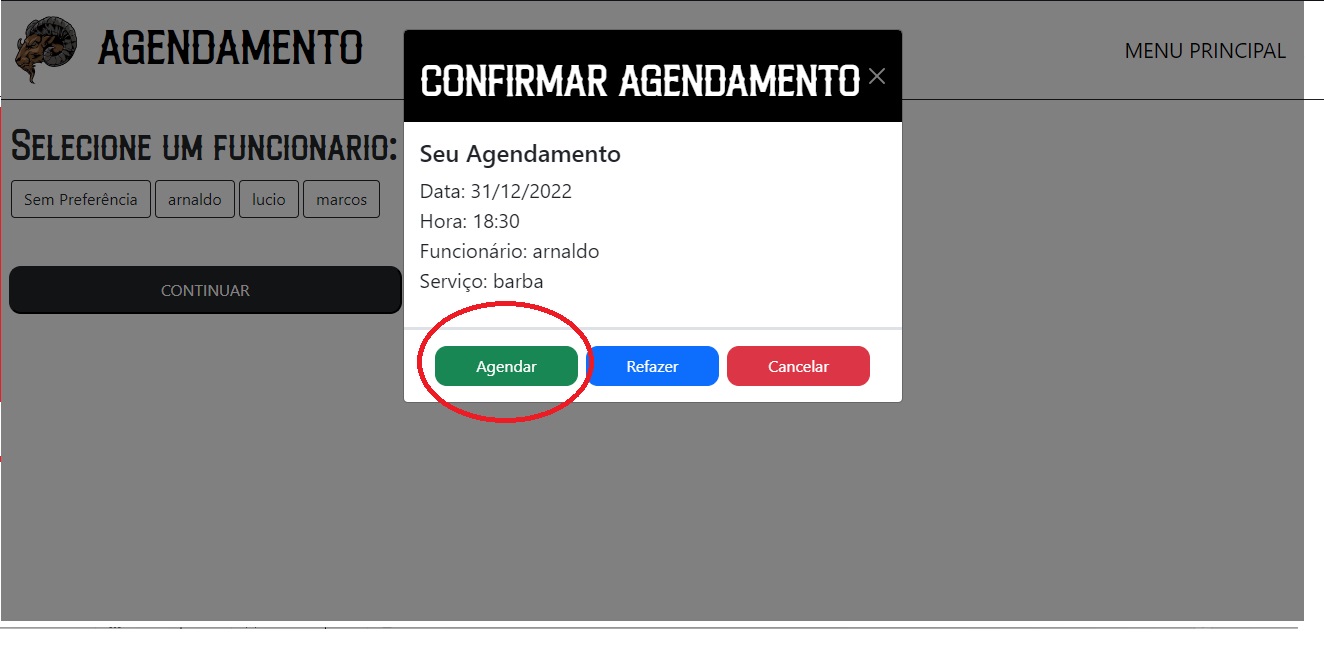 AGENDAMENTO
MENU PRINCIPAL
SELECIONE UM FUNCIONARIO:
Sem Preferência
arnaldo
lucio
marcos
CONTINUAR
CONFIRMAR AGENDAMENTO
Seu Agendamento
Data: 31/12/2022
Hora: 18:30
Funcionário: arnaldo
Serviço: barba
Agendar
Refazer
Cancelar